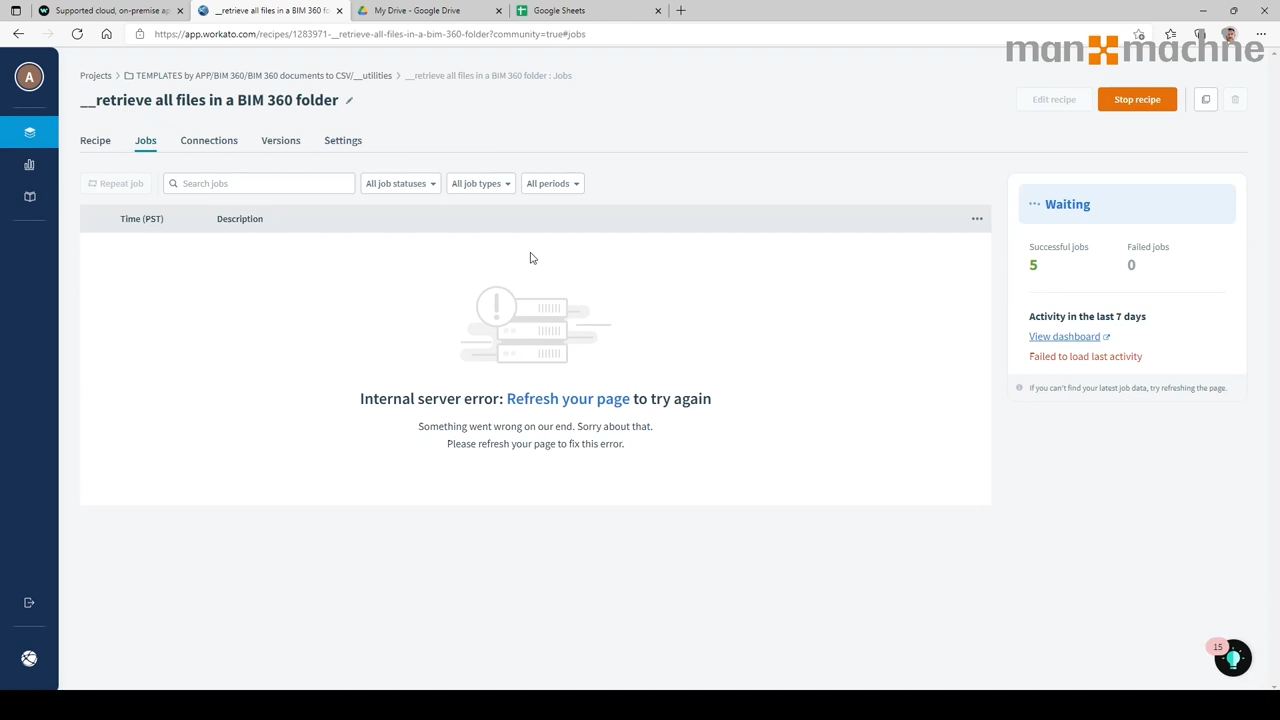 Supported cloud, on-premise ap
__retrieve all files in a BIM 360 fo
My Drive - Google Drive
Google Sheets
https://app.workato.com/recipes/1283971-__retrieve-all-files-in-a-bim-360-folder?community=true#jobs
man machine
A
Projects > TEMPLATES by APP/BIM 360/BIM 360 documents to CSV/__utilities > __retrieve all files in a BIM 360 folder : Jobs
__retrieve all files in a BIM 360 folder
Edit recipe
Stop recipe
Recipe Jobs Connections Versions Settings
Repeat job
Search jobs
All job statuses
All job types
All periods
Time (PST)
Description
Internal server error: Refresh your page to try again
Something went wrong on our end. Sorry about that.
Please refresh your page to fix this error.
Waiting
Successful jobs Failed jobs
5 0
Activity in the last 7 days
View dashboard
Failed to load last activity
If you can't find your latest job data, try refreshing the page.
15